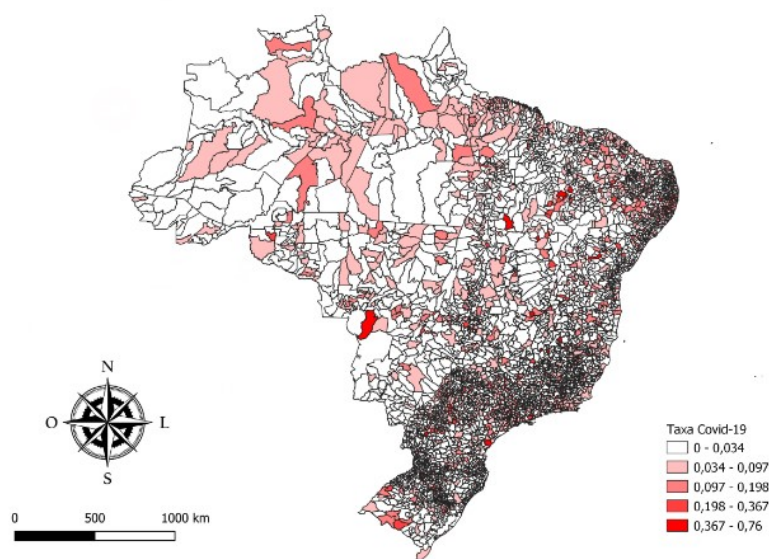 N
O
L
S
0
500
1000 km
Taxa Covid-19
0 - 0,034
0,034 - 0,097
0,097 - 0,198
0,198 - 0,367
0,367 - 0,76